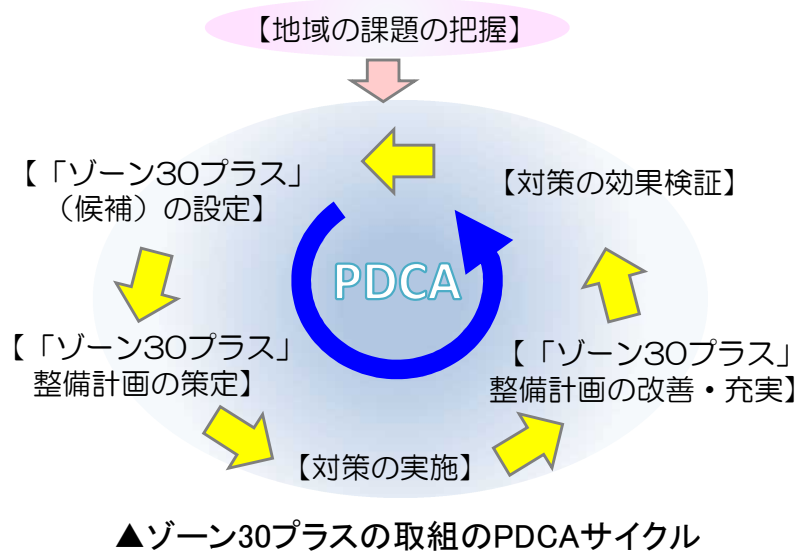 【地域の課題の把握】
【「ゾーン30プラス」
（候補）の設定】
【対策の効果検証】
PDCA
【「ゾーン30プラス」
整備計画の策定】
【「ゾーン30プラス」
整備計画の改善・充実】
【対策の実施】
▲ゾーン30プラスの取組のPDCAサイクル